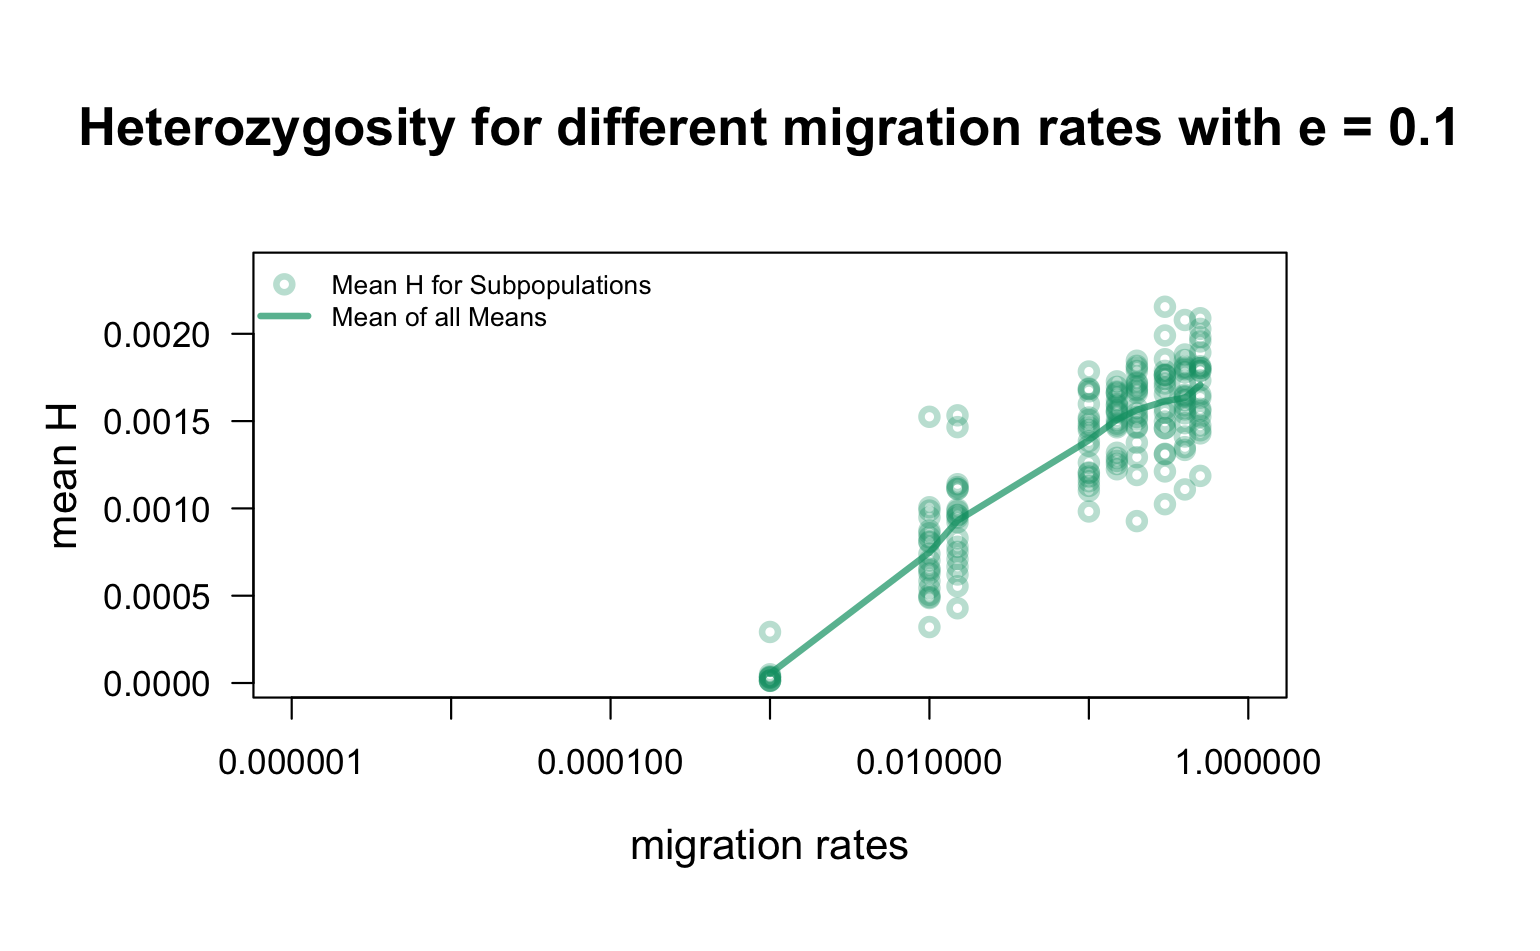 Heterozygosity for different migration rates with e = 0.1
Mean H for Subpopulations
Mean of all Means
mean H
0.0020
0.0015
0.0010
0.0005
0.0000
0.000001
0.000100
0.010000
1.000000
migration rates